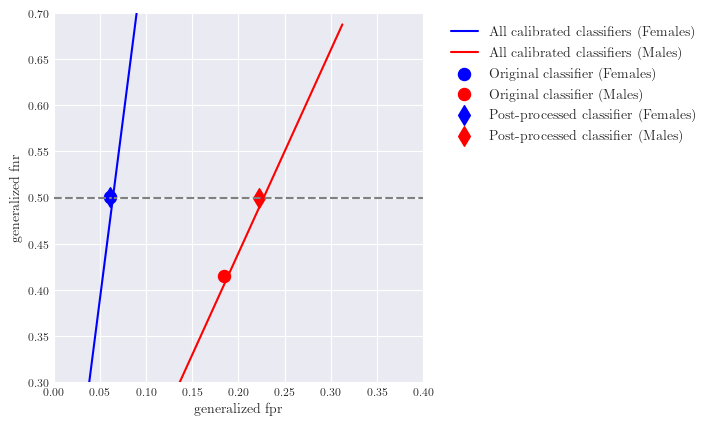 0.70
0.65
0.60
0.55
0.50
0.45
0.40
0.35
0.30
generalized fnr
0.00 0.05 0.10 0.15 0.20 0.25 0.30 0.35 0.40
generalized fpr
All calibrated classifiers (Females)
All calibrated classifiers (Males)
Original classifier (Females)
Original classifier (Males)
Post-processed classifier (Females)
Post-processed classifier (Males)